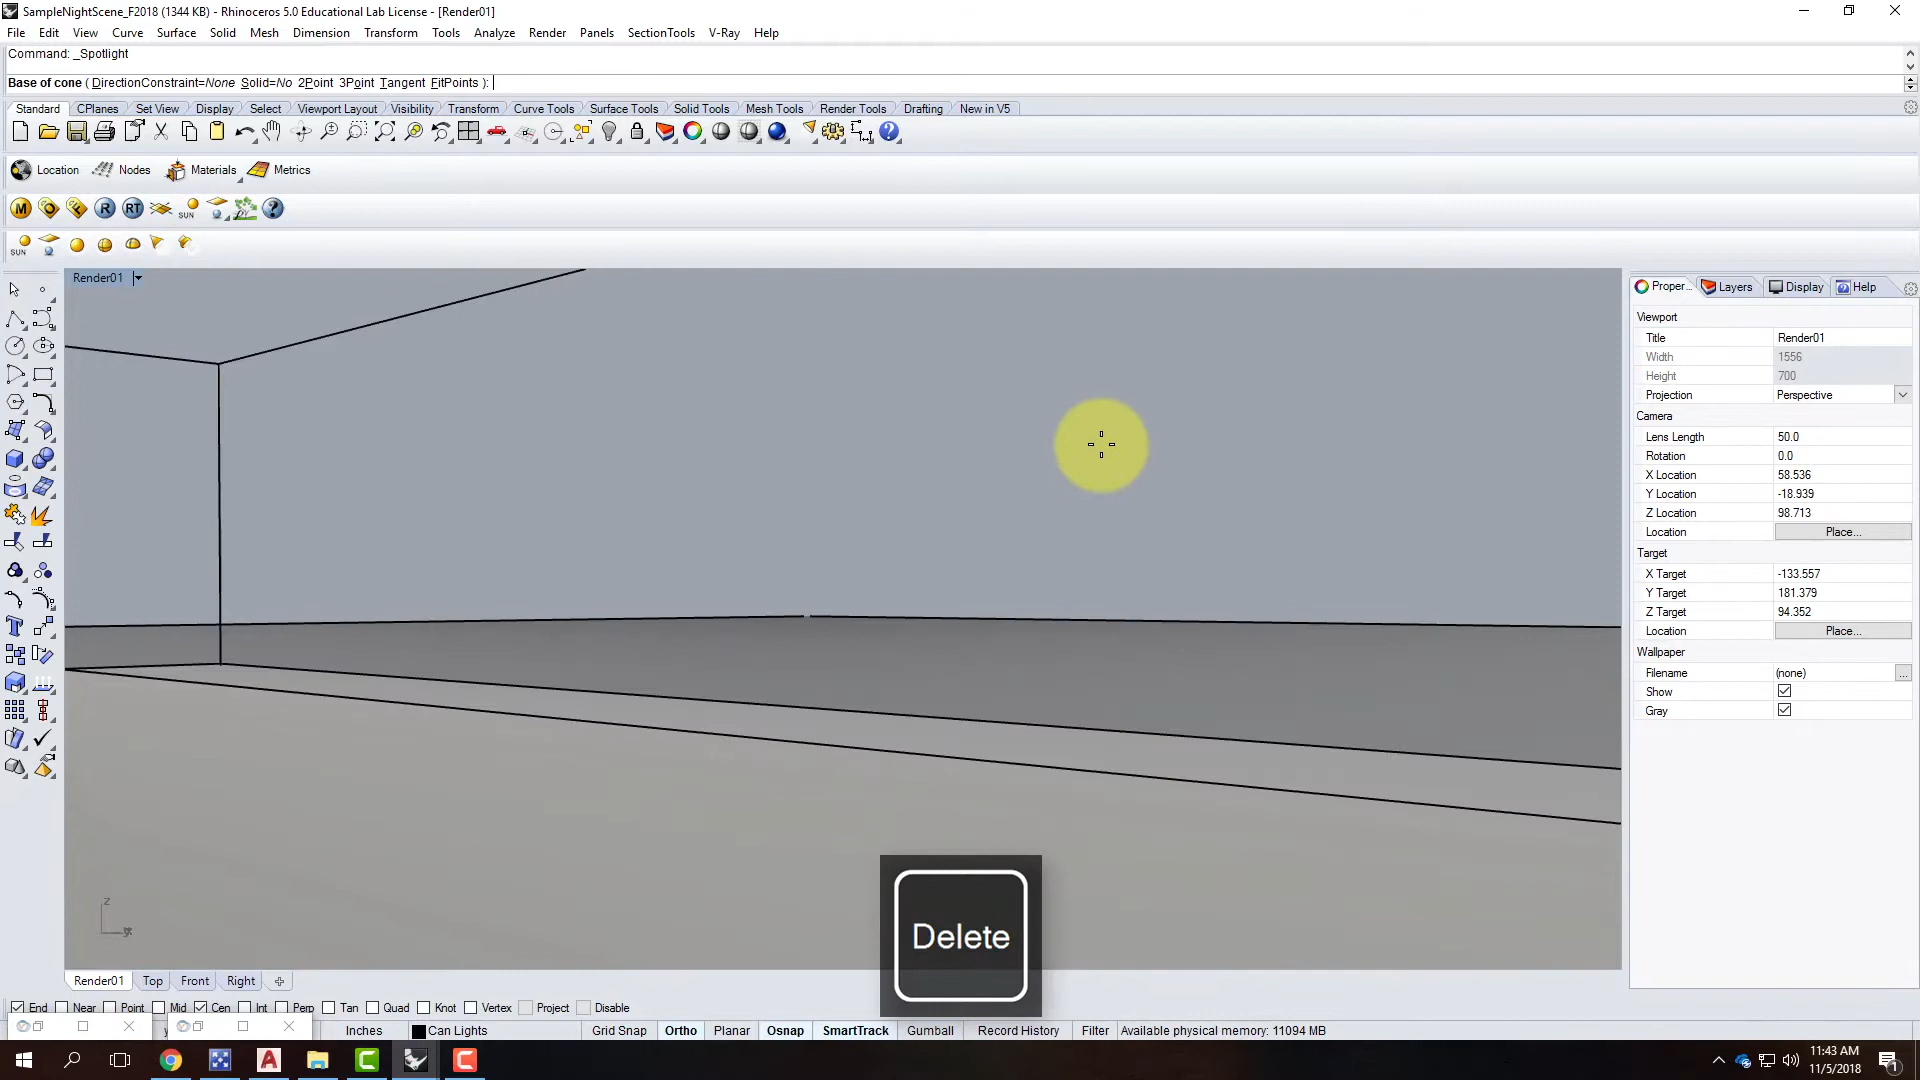 SampleNightScene_F2018 (1344 KB) - Rhinoceros 5.0 Educational Lab License - [Render01]
File Edit View Curve Surface Solid Mesh Dimension Transform Tools Analyze Render Panels SectionTools V-Ray Help
Command: _Spotlight
Base of cone ( DirectionConstraint=None Solid=No 2Point 3Point Tangent FitPoints ):
Standard CPlanes Set View Display Select Viewport Layout Visibility Transform Curve Tools Surface Tools Solid Tools Mesh Tools Render Tools Drafting New in V5
Location Nodes Materials Metrics
M O F R RT SUN
SUN
Render01
Proper... Layers Display Help
Viewport
Title Render01
Width 1556
Height 700
Projection Perspective
Camera
Lens Length 50.0
Rotation 0.0
X Location 58.536
Y Location -18.939
Z Location 98.713
Location Place...
Target
X Target -133.557
Y Target 181.379
Z Target 94.352
Location Place...
Wallpaper
Filename (none) ...
Show
Gray
z
Delete
Render01 Top Front Right
End Near Point Mid Cen Int Perp Tan Quad Knot Vertex Project Disable
Inches Can Lights Grid Snap Ortho Planar Osnap SmartTrack Gumball Record History Filter Available physical memory: 11094 MB
11:43 AM
11/5/2018
1